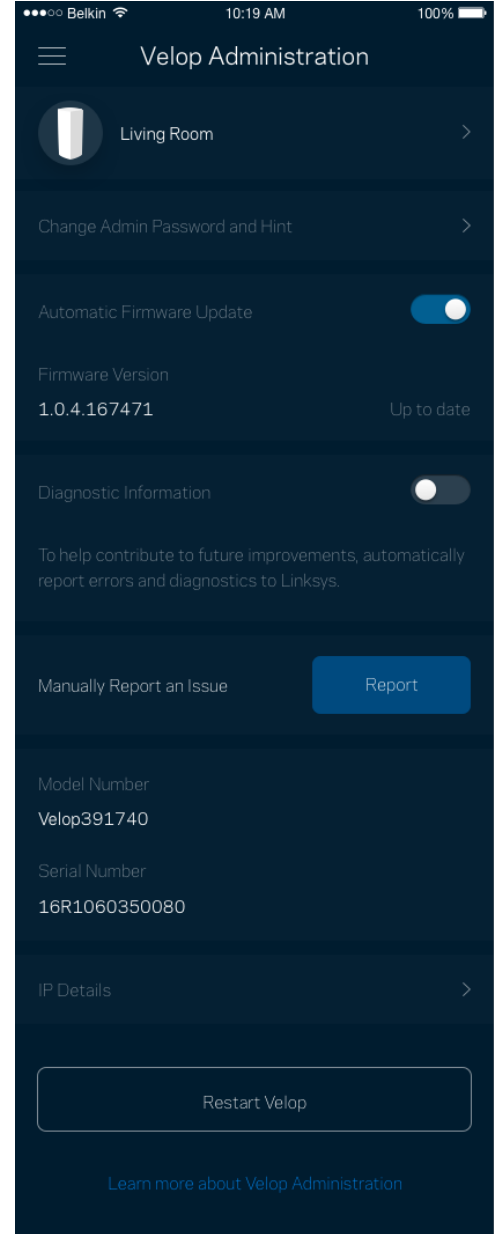 Belkin 10:19 AM 100%
Velop Administration
Living Room
Change Admin Password and Hint
Automatic Firmware Update
Firmware Version
1.0.4.167471 Up to date
Diagnostic Information
To help contribute to future improvements, automatically
report errors and diagnostics to Linksys.
Manually Report an Issue Report
Model Number
Velop391740
Serial Number
16R1060350080
IP Details
Restart Velop
Learn more about Velop Administration